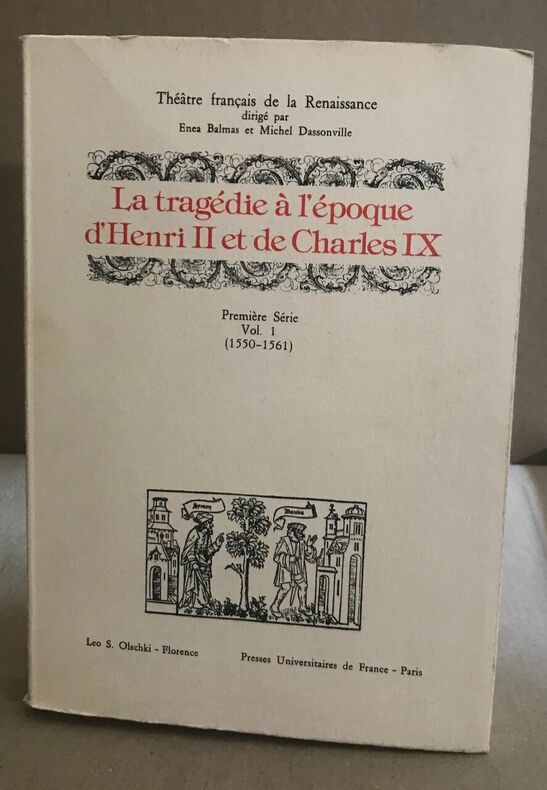 Théâtre français de la Renaissance
dirigé par
Enea Balmas et Michel Dassonville
La tragédie à l'époque
d'Henri II et de Charles IX
Première Série
Vol. 1
(1550-1561)
Leo S. Olschki - Florence
Presses Universitaires de France - Paris